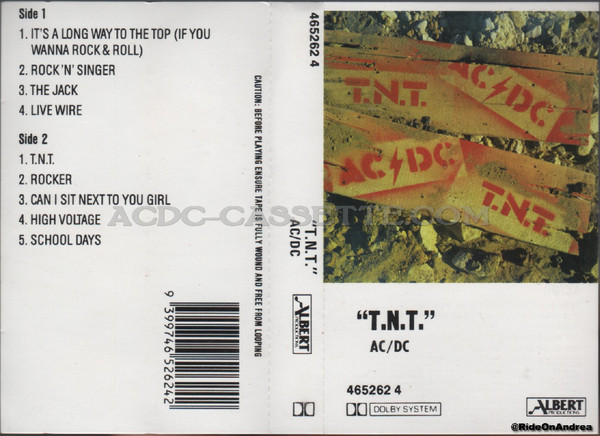 Side 1
1. IT'S A LONG WAY TO THE TOP (IF YOU
WANNA ROCK & ROLL)
2. ROCK 'N' SINGER
3. THE JACK
4. LIVE WIRE
Side 2
1. T.N.T.
2. ROCKER
3. CAN I SIT NEXT TO YOU GIRL
4. HIGH VOLTAGE
5. SCHOOL DAYS
9 399746 526242
CAUTION: BEFORE PLAYING ENSURE TAPE IS FULLY WOUND AND FREE FROM LOOPING
"T.N.T."
AC/DC
ALBERT
PRODUCTIONS
465262 4
T.N.T.
AC/DC
AC/DC
T.N.T.
"T.N.T."
AC/DC
465262 4
DOLBY SYSTEM
ALBERT
PRODUCTIONS
ACDC-CASSETTE.COM
@RideOnAndrea